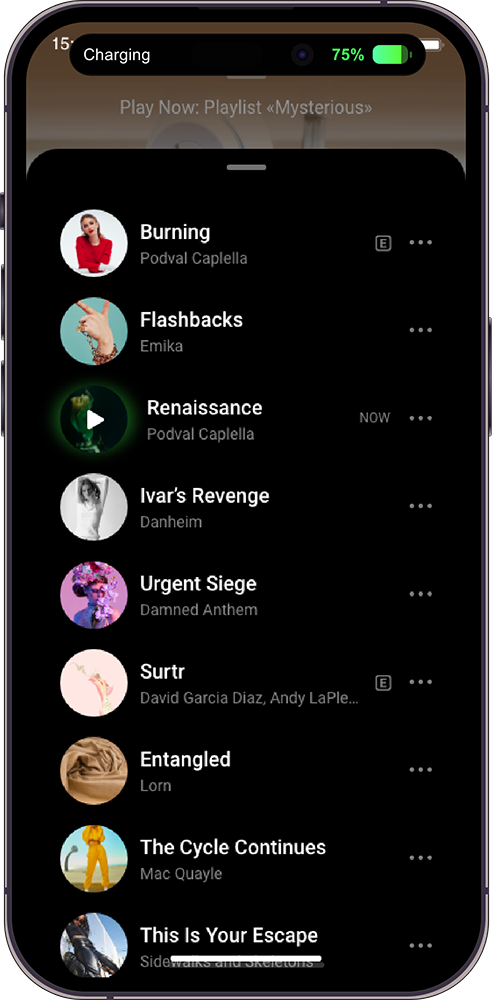 15:
Charging
75%
Play Now: Playlist «Mysterious»
Burning
Podval Caplella
E
Flashbacks
Emika
Renaissance
Podval Caplella
NOW
Ivar’s Revenge
Danheim
Urgent Siege
Damned Anthem
Surtr
David Garcia Diaz, Andy LaPle...
E
Entangled
Lorn
The Cycle Continues
Mac Quayle
This Is Your Escape
Sidewalks and Skeletons